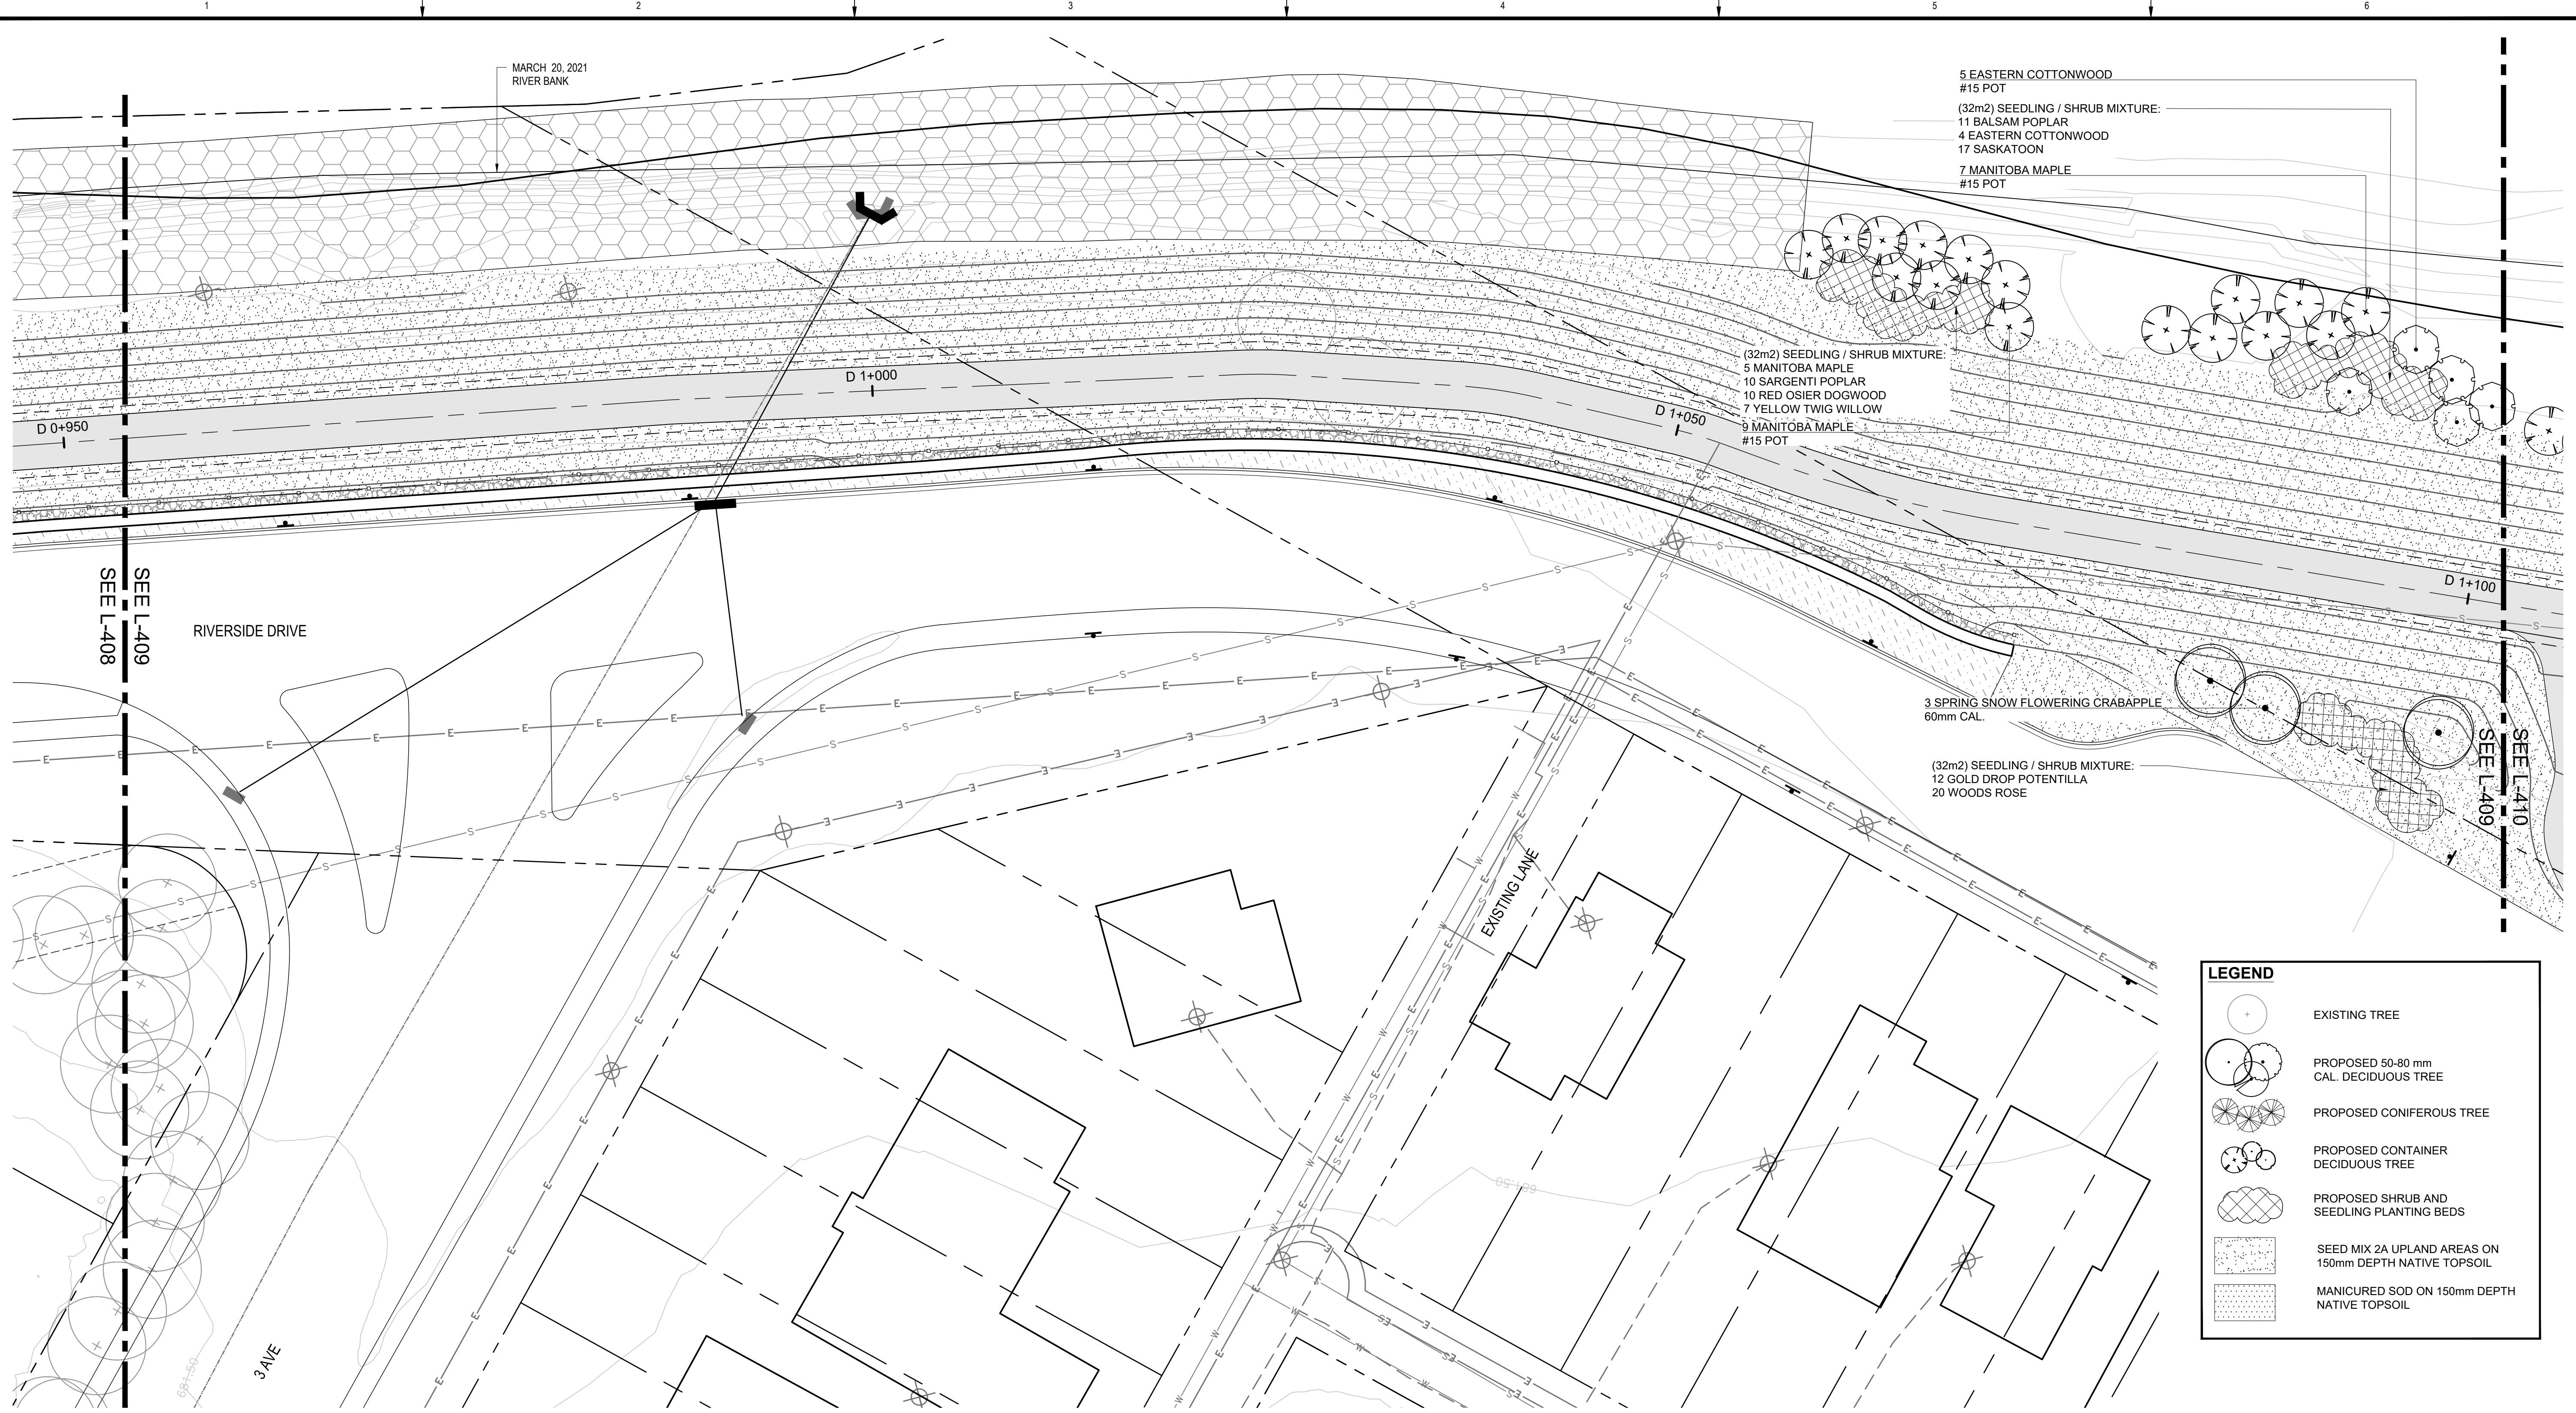 1 2 3 4 5 6
MARCH 20, 2021
RIVER BANK
5 EASTERN COTTONWOOD
#15 POT
(32m2) SEEDLING / SHRUB MIXTURE:
11 BALSAM POPLAR
4 EASTERN COTTONWOOD
17 SASKATOON
7 MANITOBA MAPLE
#15 POT
(32m2) SEEDLING / SHRUB MIXTURE:
5 MANITOBA MAPLE
10 SARGENTI POPLAR
10 RED OSIER DOGWOOD
7 YELLOW TWIG WILLOW
9 MANITOBA MAPLE
#15 POT
D 0+950
D 1+000
D 1+050
D 1+100
SEE L-408
SEE L-409
RIVERSIDE DRIVE
3 SPRING SNOW FLOWERING CRABAPPLE
60mm CAL.
(32m2) SEEDLING / SHRUB MIXTURE:
12 GOLD DROP POTENTILLA
20 WOODS ROSE
SEE L-409
SEE L-410
EXISTING LANE
3 AVE
681.50
681.50
LEGEND
EXISTING TREE
PROPOSED 50-80 mm
CAL. DECIDUOUS TREE
PROPOSED CONIFEROUS TREE
PROPOSED CONTAINER
DECIDUOUS TREE
PROPOSED SHRUB AND
SEEDLING PLANTING BEDS
SEED MIX 2A UPLAND AREAS ON
150mm DEPTH NATIVE TOPSOIL
MANICURED SOD ON 150mm DEPTH
NATIVE TOPSOIL